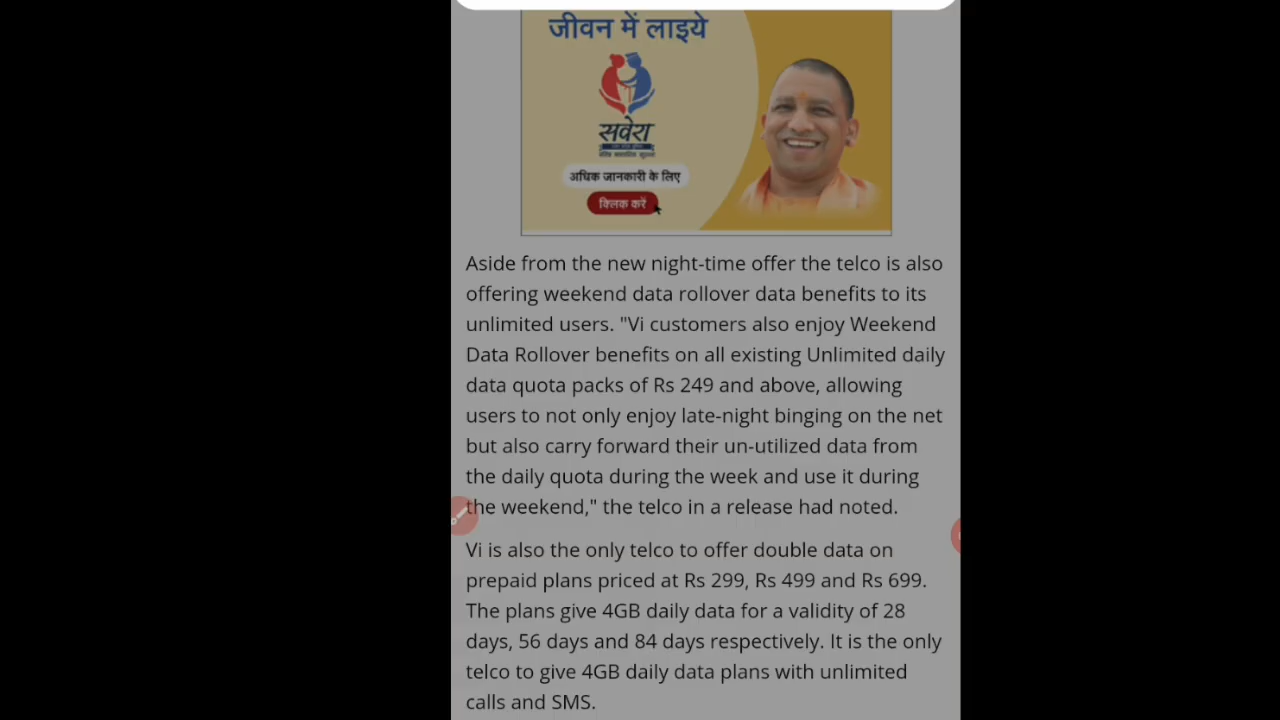 जीवन में लाइये
सवेरा
अधिक जानकारी के लिए
क्लिक करें
Aside from the new night-time offer the telco is also
offering weekend data rollover data benefits to its
unlimited users. "Vi customers also enjoy Weekend
Data Rollover benefits on all existing Unlimited daily
data quota packs of Rs 249 and above, allowing
users to not only enjoy late-night binging on the net
but also carry forward their un-utilized data from
the daily quota during the week and use it during
the weekend," the telco in a release had noted.
Vi is also the only telco to offer double data on
prepaid plans priced at Rs 299, Rs 499 and Rs 699.
The plans give 4GB daily data for a validity of 28
days, 56 days and 84 days respectively. It is the only
telco to give 4GB daily data plans with unlimited
calls and SMS.